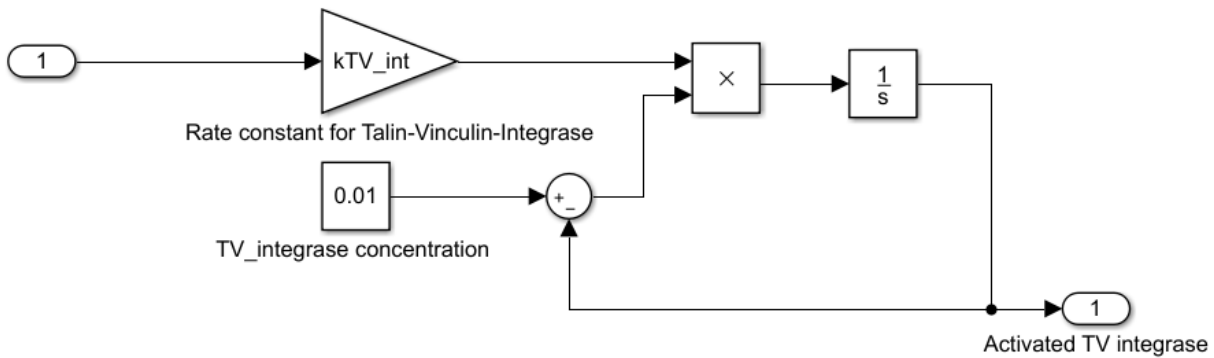 1
kTV_int
×
1
s
Rate constant for Talin-Vinculin-Integrase
0.01
+
−
TV_integrase concentration
1
Activated TV integrase